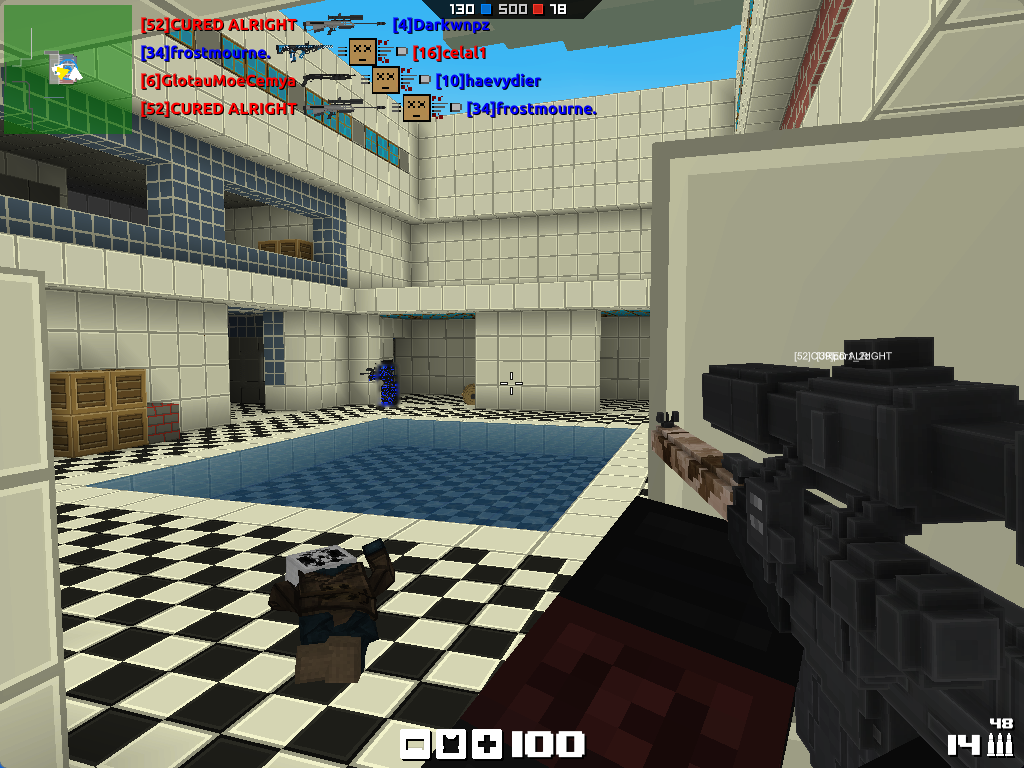 130 500 78
[52]CURED ALRIGHT [4]Darkwnpz
[34]frostmourne. [16]celal1
[6]GlotauMoeCemya [10]haevydier
[52]CURED ALRIGHT [34]frostmourne.
100
48
14